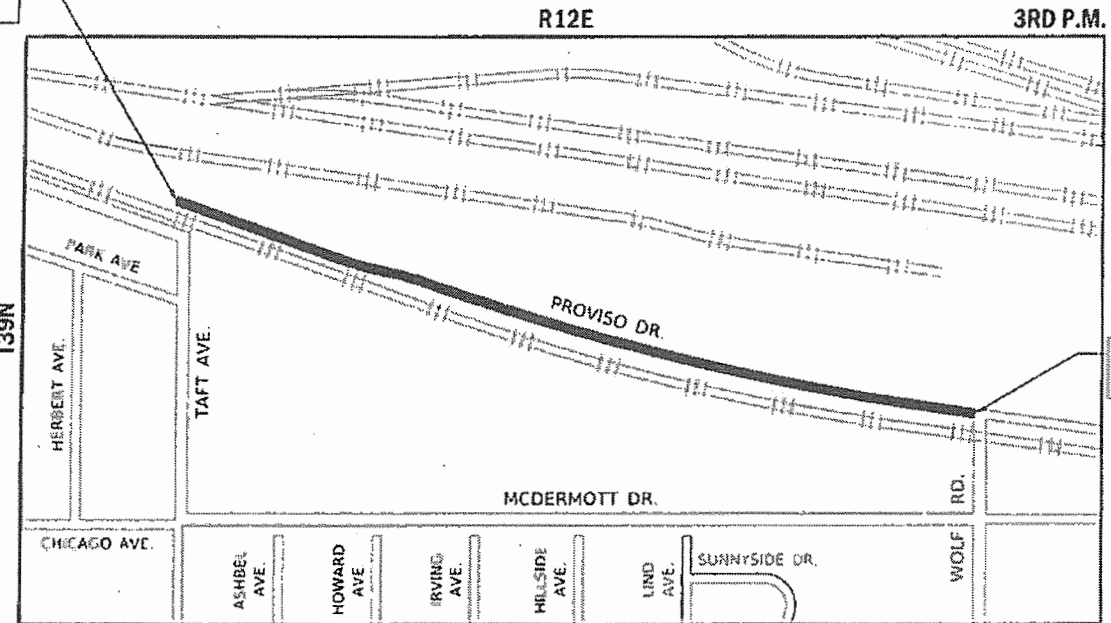 R12E
3RD P.M.
PARK AVE
T39N
HERBERT AVE.
TAFT AVE.
PROVISO DR.
MCDERMOTT DR.
CHICAGO AVE.
ASHBEL
AVE.
HOWARD
AVE
IRVING
AVE.
HILLSIDE
AVE.
LIND
AVE.
SUNNYSIDE DR.
WOLF RD.